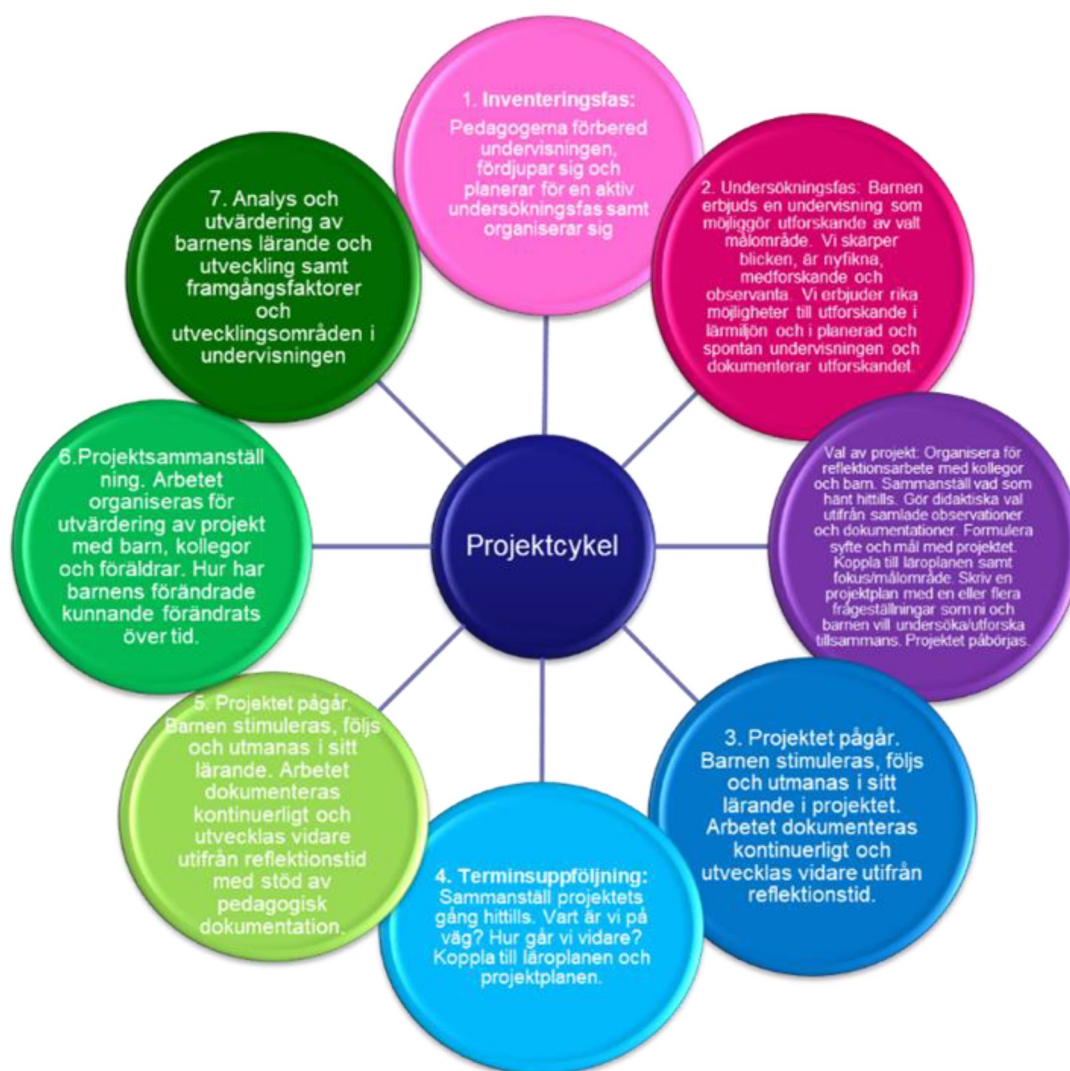 1. Inventeringsfas:
Pedagogerna förbered
undervisningen,
fördjupar sig och
planerar för en aktiv
undersökningsfas samt
organiserar sig
2. Undersökningsfas: Barnen
erbjuds en undervisning som
möjliggör utforskande av valt
målområde. Vi skärper
blicken, är nyfikna,
medforskande och
observanta. Vi erbjuder rika
möjligheter till utforskande i
lärmiljön och i planerad och
spontan undervisningen och
dokumenterar utforskandet.
Val av projekt: Organisera för
reflektionsarbete med kollegor
och barn. Sammanställ vad som
hänt hittills. Gör didaktiska val
utifrån samlade observationer
och dokumentationer. Formulera
syfte och mål med projektet.
Koppla till läroplanen samt
fokus/målområde. Skriv en
projektplan med en eller flera
frågeställningar som ni och
barnen vill undersöka/utforska
tillsammans. Projektet påbörjas.
3. Projektet pågår.
Barnen stimuleras, följs
och utmanas i sitt
lärande i projektet.
Arbetet dokumenteras
kontinuerligt och
utvecklas vidare utifrån
reflektionstid.
4. Terminsuppföljning:
Sammanställ projektets
gång hittills. Vart är vi på
väg? Hur går vi vidare?
Koppla till läroplanen och
projektplanen.
5. Projektet pågår.
Barnen stimuleras, följs
och utmanas i sitt
lärande. Arbetet
dokumenteras
kontinuerligt och
utvecklas vidare
utifrån reflektionstid
med stöd av
pedagogisk
dokumentation.
6.Projektsammanställ
ning. Arbetet
organiseras för
utvärdering av projekt
med barn, kollegor
och föräldrar. Hur har
barnens förändrade
kunnande förändrats
över tid.
7. Analys och
utvärdering av
barnens lärande och
utveckling samt
framgångsfaktorer
och
utvecklingsområden i
undervisningen
Projektcykel